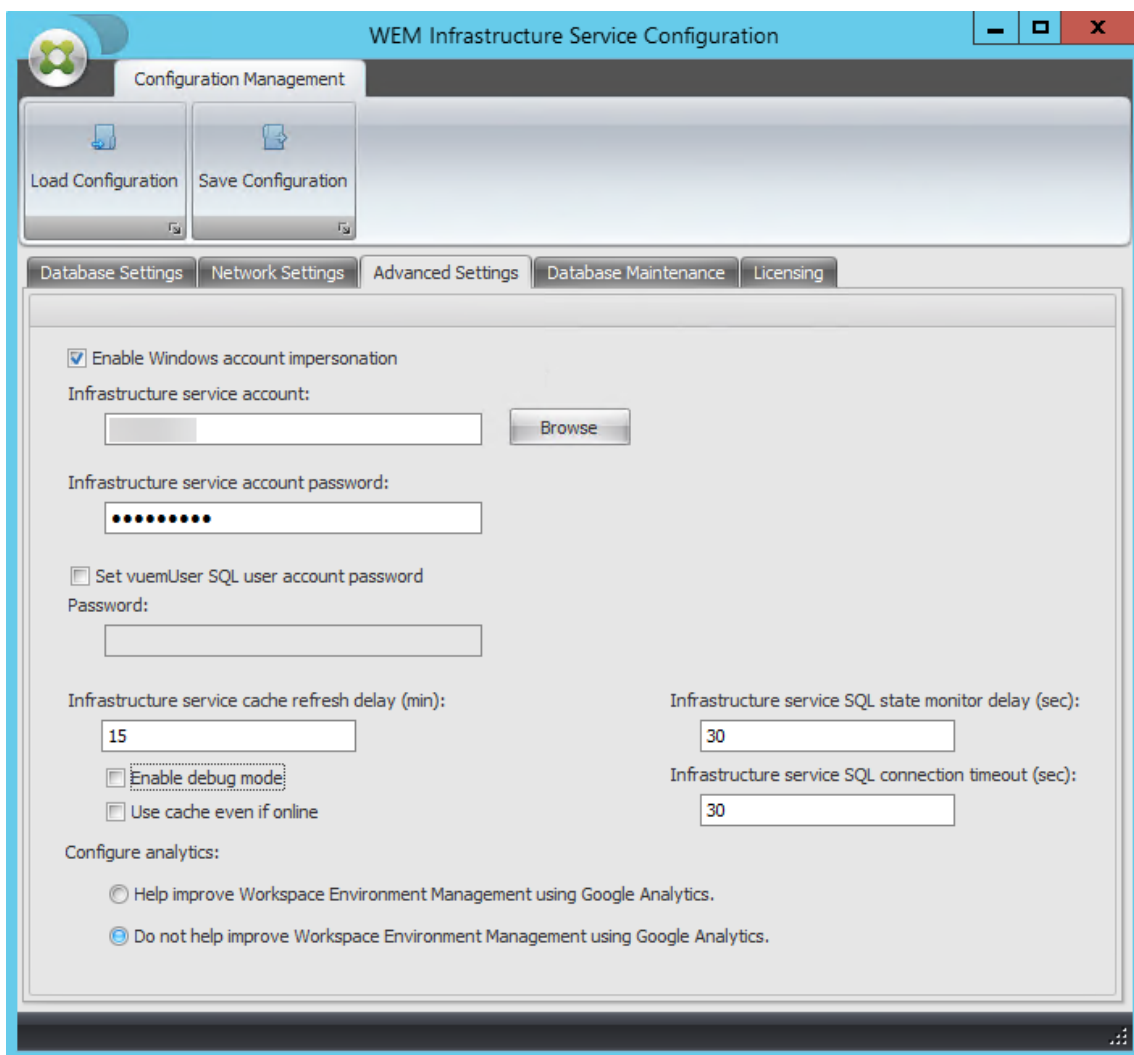 WEM Infrastructure Service Configuration
Configuration Management
Load Configuration Save Configuration
Database Settings Network Settings Advanced Settings Database Maintenance Licensing
Enable Windows account impersonation
Infrastructure service account:
Browse
Infrastructure service account password:
•••••••••
Set vuemUser SQL user account password
Password:
Infrastructure service cache refresh delay (min): Infrastructure service SQL state monitor delay (sec):
15 30
Enable debug mode Infrastructure service SQL connection timeout (sec):
Use cache even if online 30
Configure analytics:
Help improve Workspace Environment Management using Google Analytics.
Do not help improve Workspace Environment Management using Google Analytics.